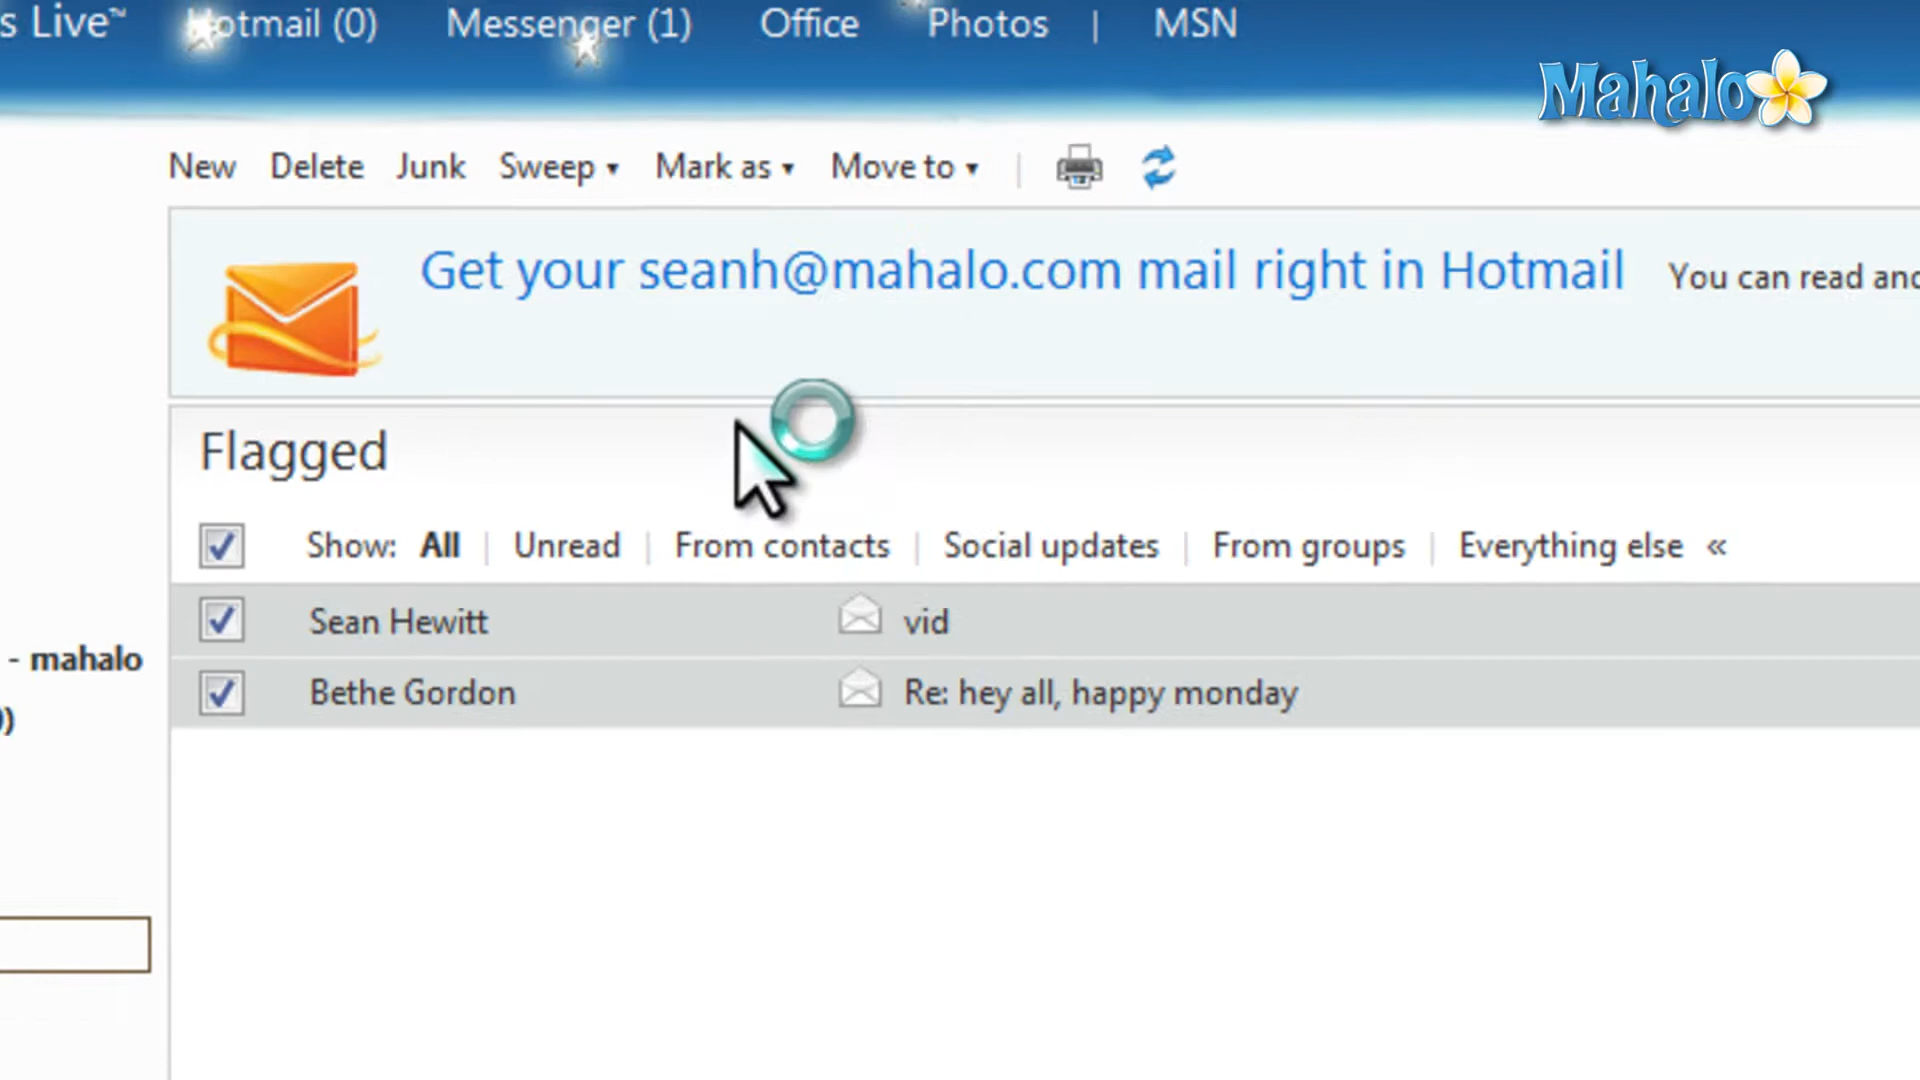 s Live™ Hotmail (0) Messenger (1) Office Photos | MSN
Mahalo
New Delete Junk Sweep Mark as Move to
Get your seanh@mahalo.com mail right in Hotmail You can read and
Flagged
Show: All | Unread | From contacts | Social updates | From groups | Everything else «
Sean Hewitt vid
- mahalo
Bethe Gordon Re: hey all, happy monday
)